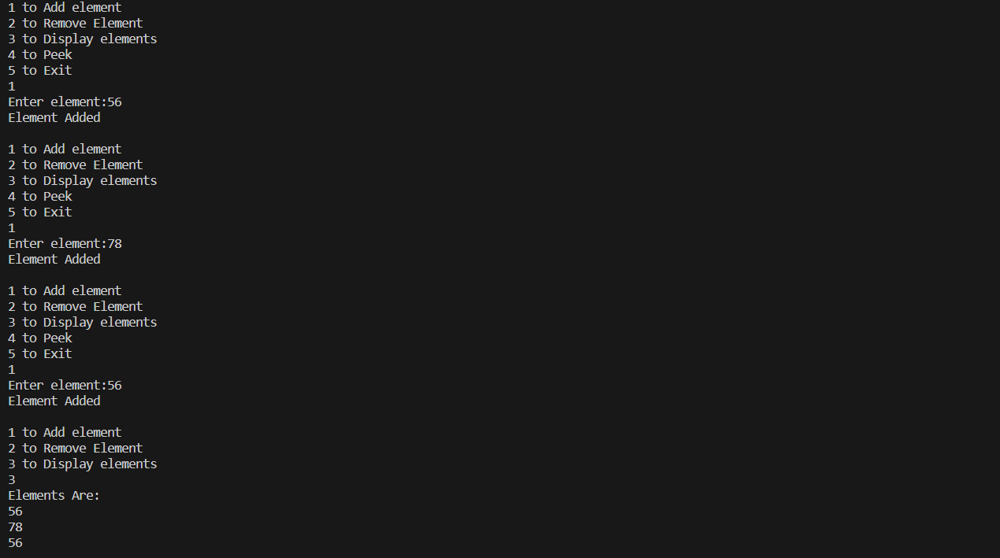 1 to Add element
2 to Remove Element
3 to Display elements
4 to Peek
5 to Exit
1
Enter element:56
Element Added

1 to Add element
2 to Remove Element
3 to Display elements
4 to Peek
5 to Exit
1
Enter element:78
Element Added

1 to Add element
2 to Remove Element
3 to Display elements
4 to Peek
5 to Exit
1
Enter element:56
Element Added

1 to Add element
2 to Remove Element
3 to Display elements
3
Elements Are:
56
78
56